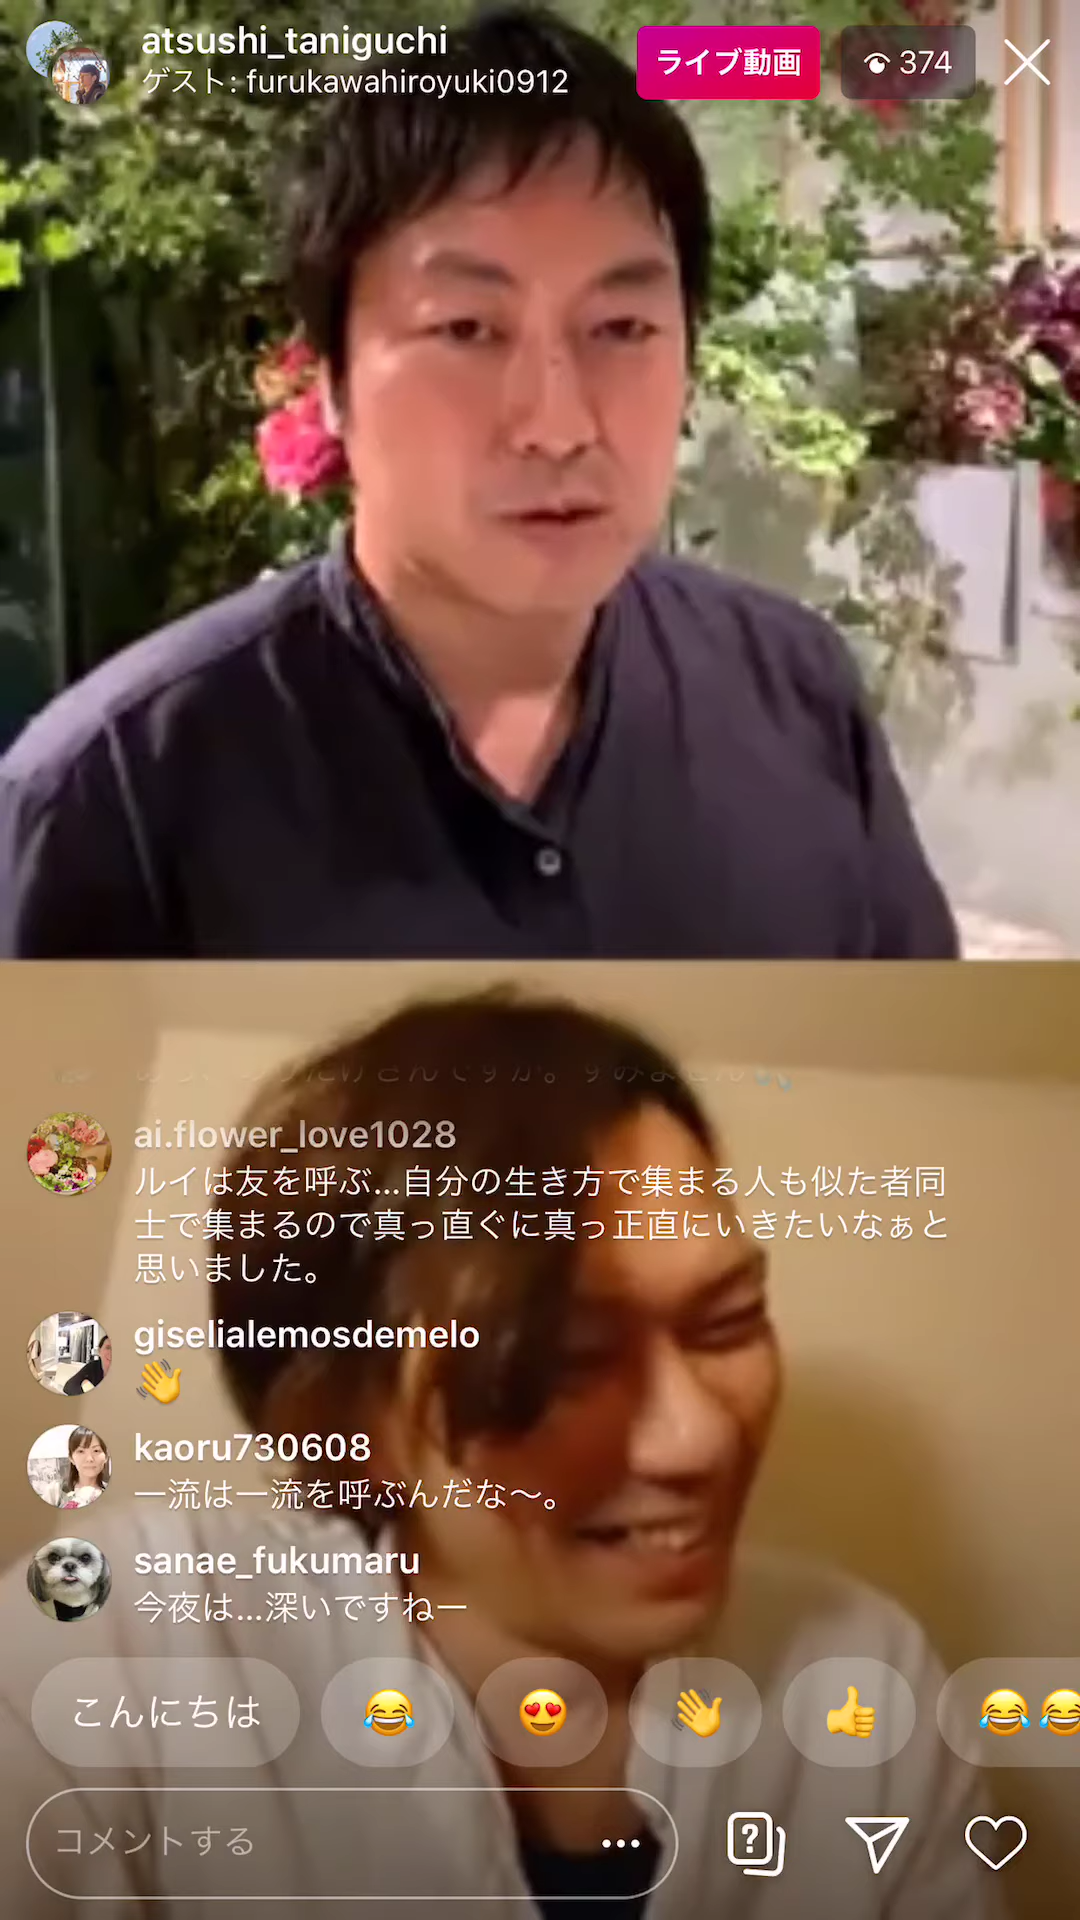 atsushi_taniguchi
ゲスト: furukawahiroyuki0912
ライブ動画
374
ai.flower_love1028
ルイは友を呼ぶ...自分の生き方で集まる人も似た者同
士で集まるので真っ直ぐに真っ正直にいきたいなぁと
思いました。
giselialemosdemelo
👋
kaoru730608
一流は一流を呼ぶんだな〜。
sanae_fukumaru
今夜は...深いですねー
こんにちは
コメントする